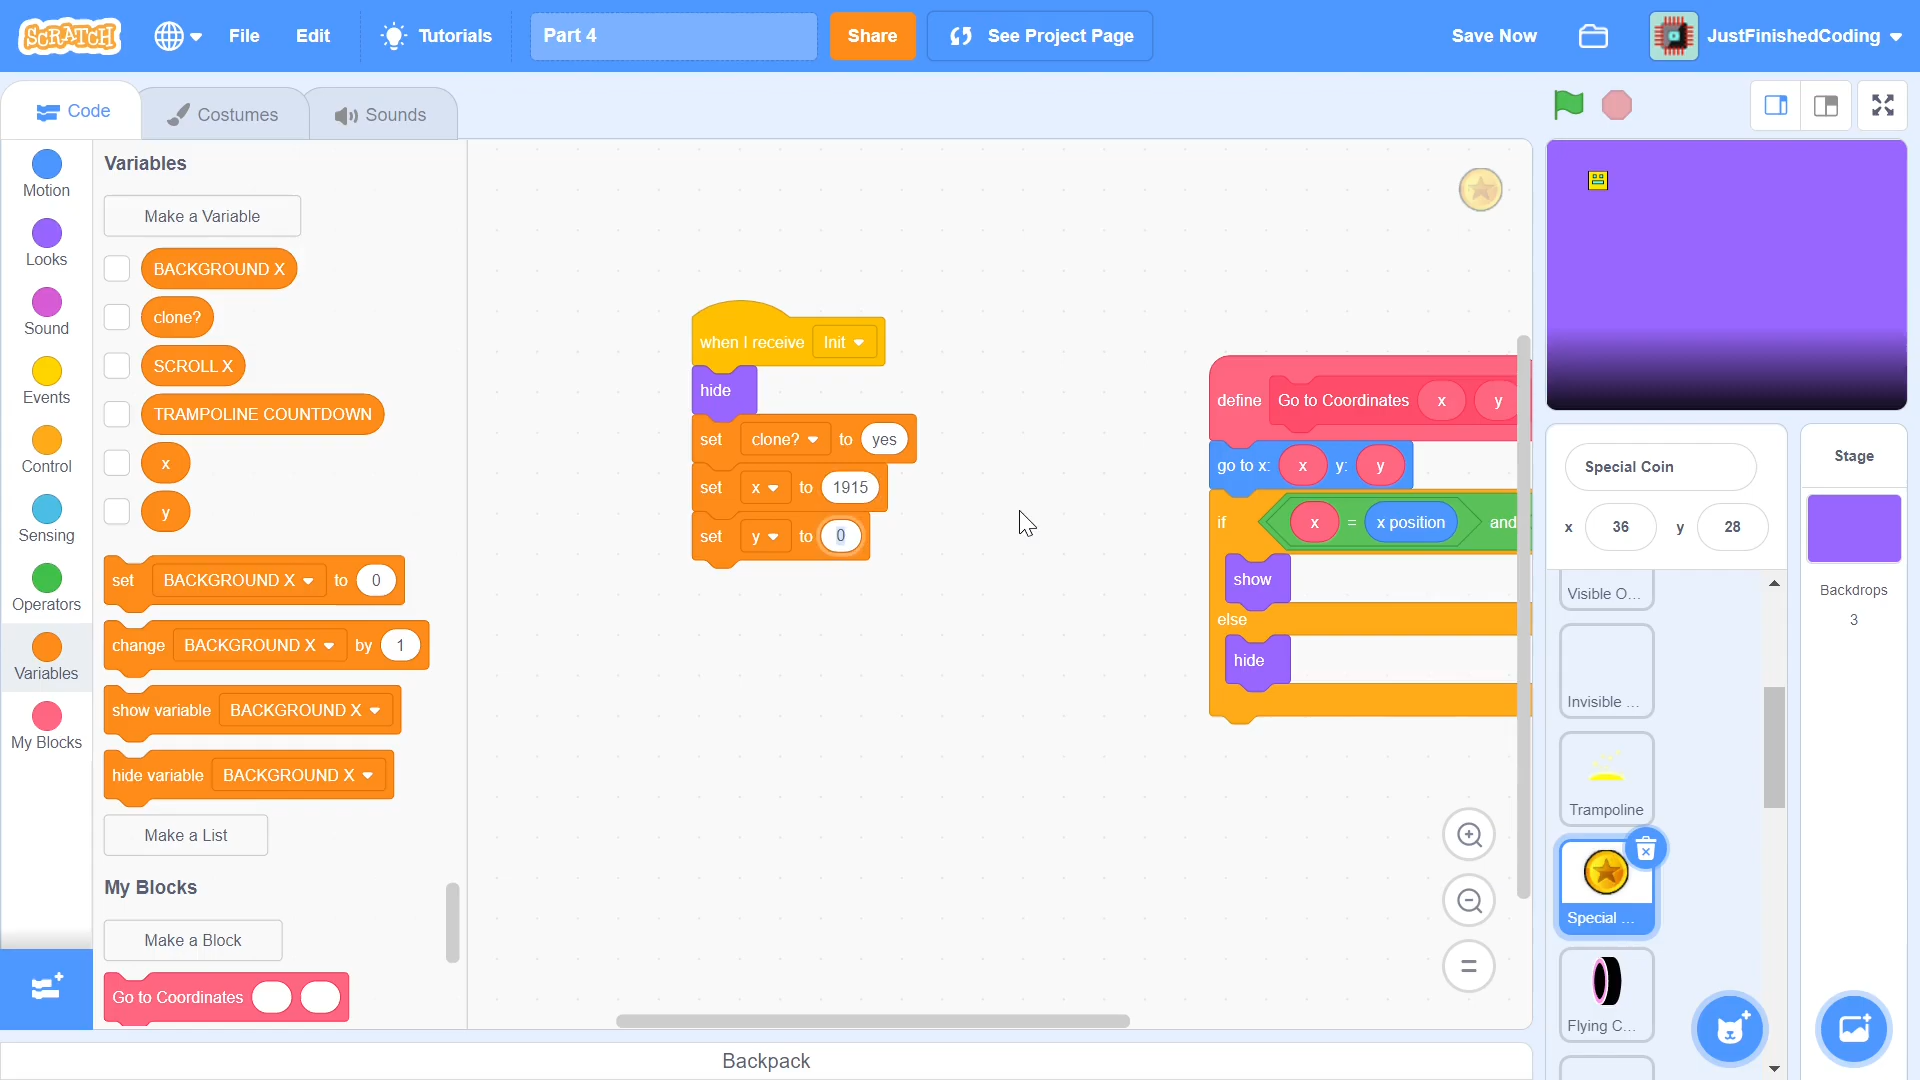 SCRATCH
File
Edit
Tutorials
Part 4
Share
See Project Page
Save Now
JustFinishedCoding
Code
Costumes
Sounds
Motion
Looks
Sound
Events
Control
Sensing
Operators
Variables
My Blocks
Variables
Make a Variable
BACKGROUND X
clone?
SCROLL X
TRAMPOLINE COUNTDOWN
x
y
set BACKGROUND X to 0
change BACKGROUND X by 1
show variable BACKGROUND X
hide variable BACKGROUND X
Make a List
My Blocks
Make a Block
Go to Coordinates
when I receive Init
hide
set clone? to yes
set x to 1915
set y to 0
define Go to Coordinates x y
go to x: x y: y
if x = x position and
show
else
hide
Special Coin
x 36 y 28
Visible O...
Invisible ...
Trampoline
Special ...
Flying C...
Stage
Backdrops
3
Backpack